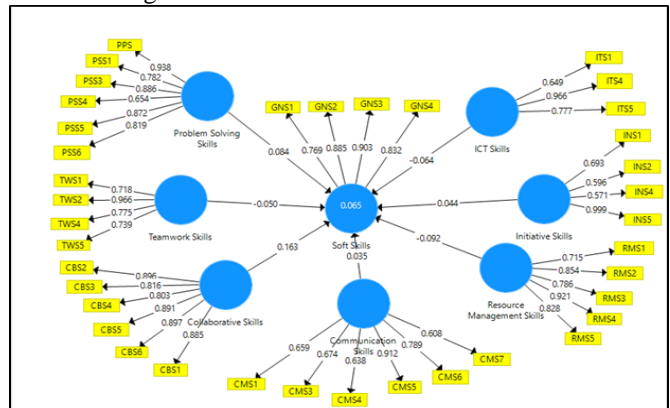 PPS
PSS1
PSS3
PSS4
PSS5
PSS6
0.938
0.782
0.886
0.654
0.872
0.819
Problem Solving
Skills
0.084
GNS1
GNS2
GNS3
GNS4
0.769
0.885
0.903
0.832
ITS1
ITS4
ITS5
0.649
0.966
0.777
ICT Skills
-0.064
TWS1
TWS2
TWS4
TWS5
0.718
0.966
0.775
0.739
Teamwork Skills
-0.050
0.065
Soft Skills
INS1
INS2
INS4
INS5
0.693
0.596
0.571
0.999
Initiative Skills
0.044
CBS2
CBS3
CBS4
CBS5
CBS6
CBS1
0.896
0.816
0.803
0.891
0.897
0.885
Collaborative Skills
0.163
RMS1
RMS2
RMS3
RMS4
RMS5
0.715
0.854
0.786
0.921
0.828
Resource
Management Skills
-0.092
0.035
Communication
Skills
0.659
0.674
0.638
0.912
0.789
0.608
CMS1
CMS3
CMS4
CMS5
CMS6
CMS7